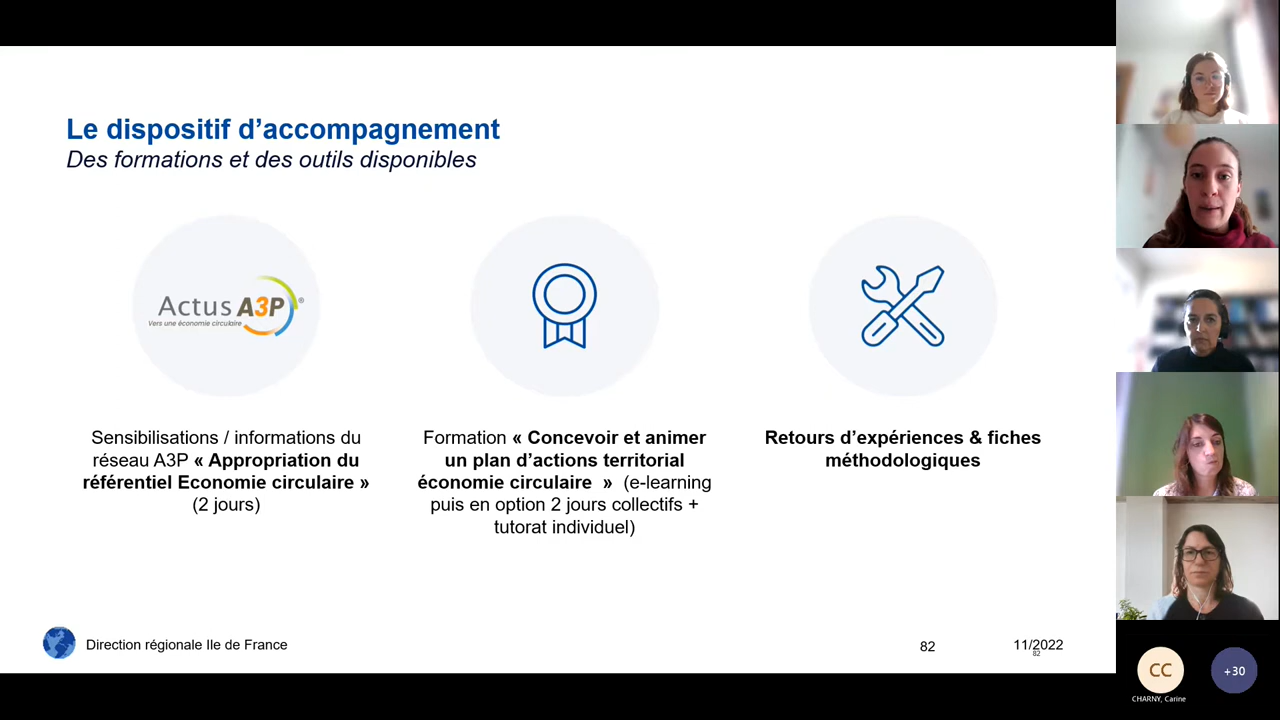 Le dispositif d’accompagnement
Des formations et des outils disponibles
Actus A3P®
Vers une économie circulaire
Sensibilisations / informations du
réseau A3P « Appropriation du
référentiel Economie circulaire »
(2 jours)
Formation « Concevoir et animer
un plan d’actions territorial
économie circulaire  »  (e-learning
puis en option 2 jours collectifs +
tutorat individuel)
Retours d’expériences & fiches
méthodologiques
Direction régionale Ile de France
82
11/2022
82
CC
CHARNY, Carine
+30